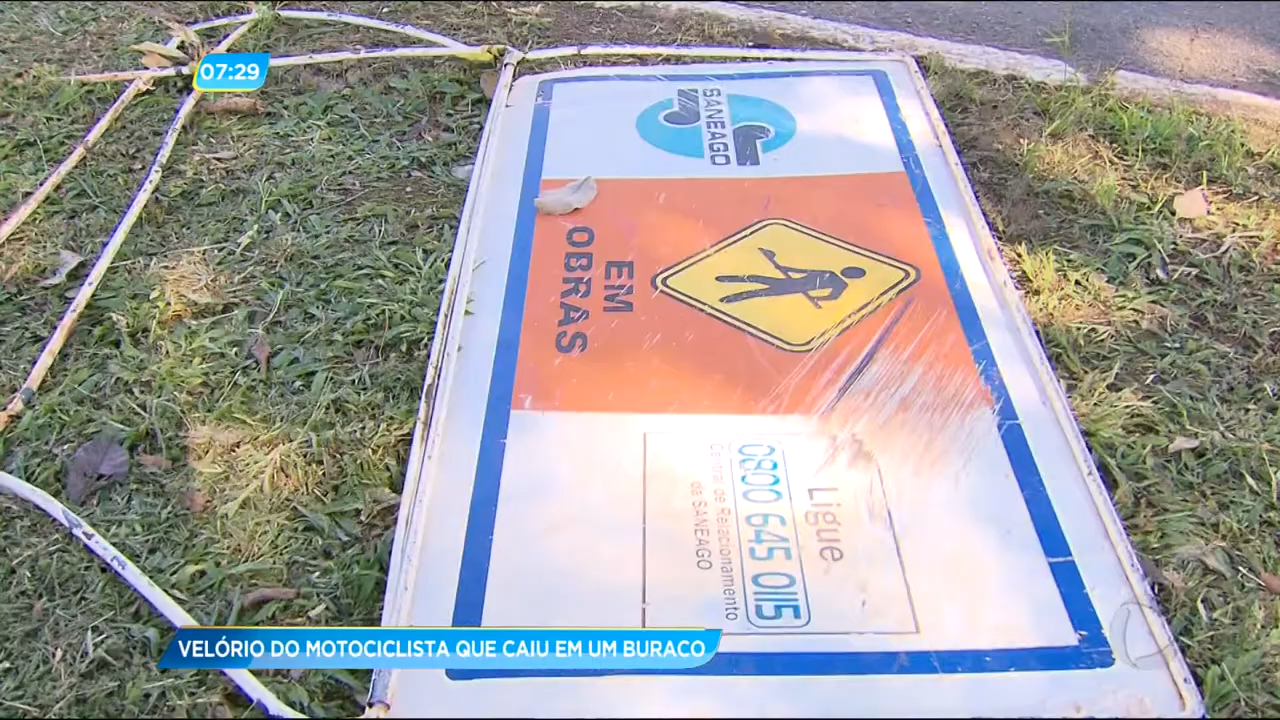 07:29
SANEAGO
EM
OBRAS
Ligue
0800 645 0115
Central de Relacionamento
da SANEAGO
VELÓRIO DO MOTOCICLISTA QUE CAIU EM UM BURACO